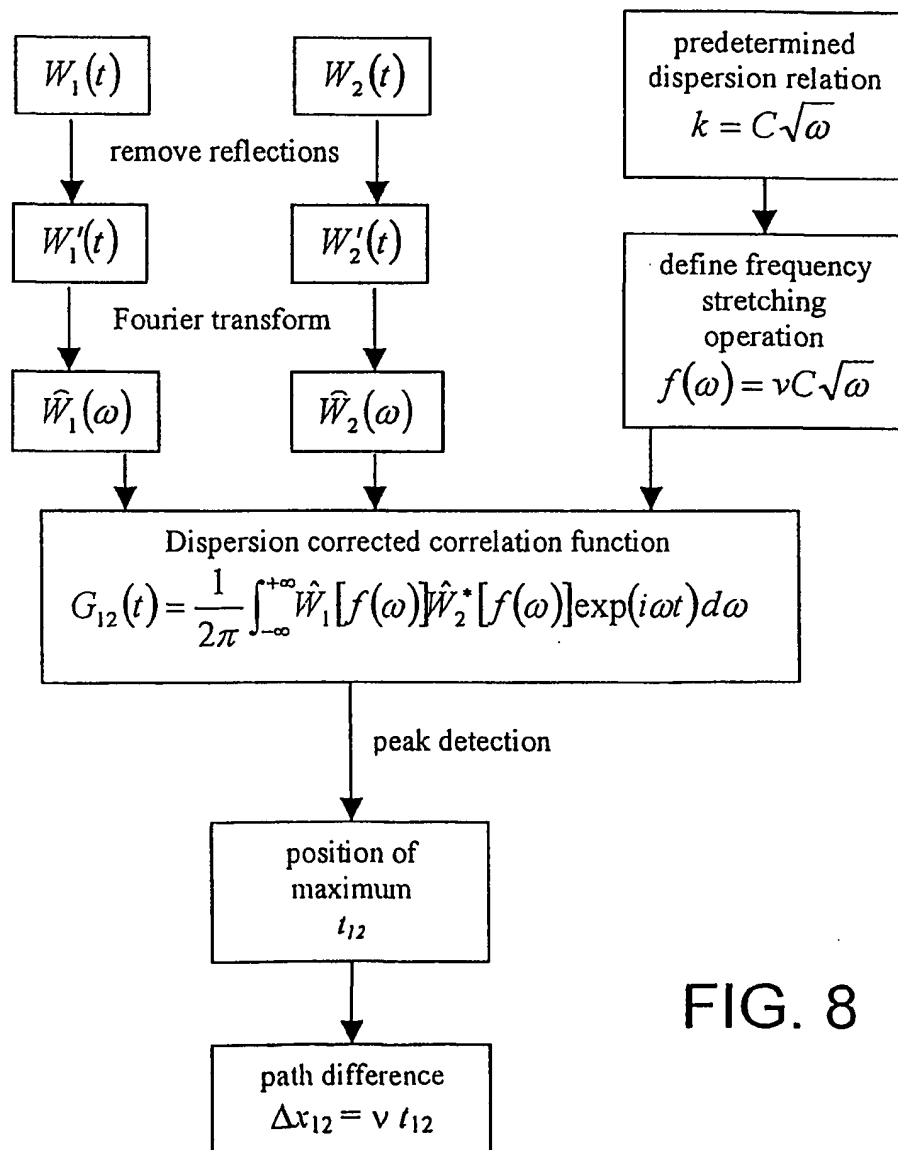 W₁(t)
W₂(t)
predetermined
dispersion relation
k = C√ω
remove reflections
W₁′(t)
W₂′(t)
define frequency
stretching
operation
f(ω) = νC√ω
Fourier transform
Ŵ₁(ω)
Ŵ₂(ω)
Dispersion corrected correlation function
G₁₂(t) = 1/2π ∫₋∞⁺∞ Ŵ₁[f(ω)]Ŵ₂*[f(ω)]exp(iωt)dω
peak detection
position of
maximum
t₁₂
path difference
Δx₁₂ = ν t₁₂
FIG. 8